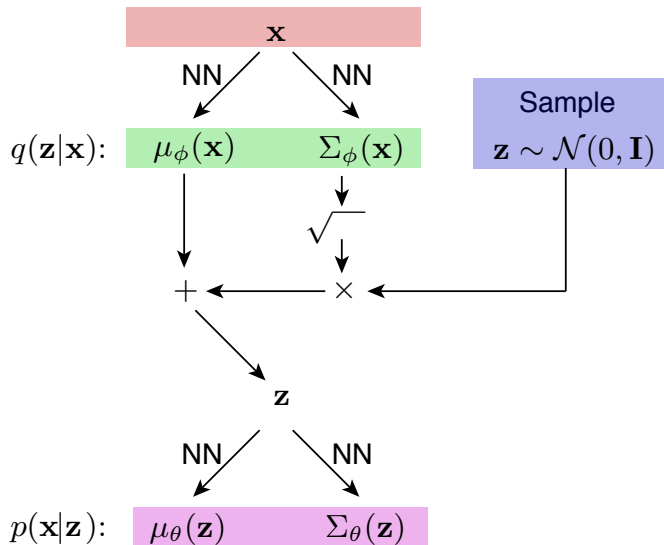 x
NN NN
Sample
q(z|x): μ_ϕ(x) Σ_ϕ(x) z ∼ 𝒩(0, I)
√
+ ×
z
NN NN
p(x|z): μ_θ(z) Σ_θ(z)